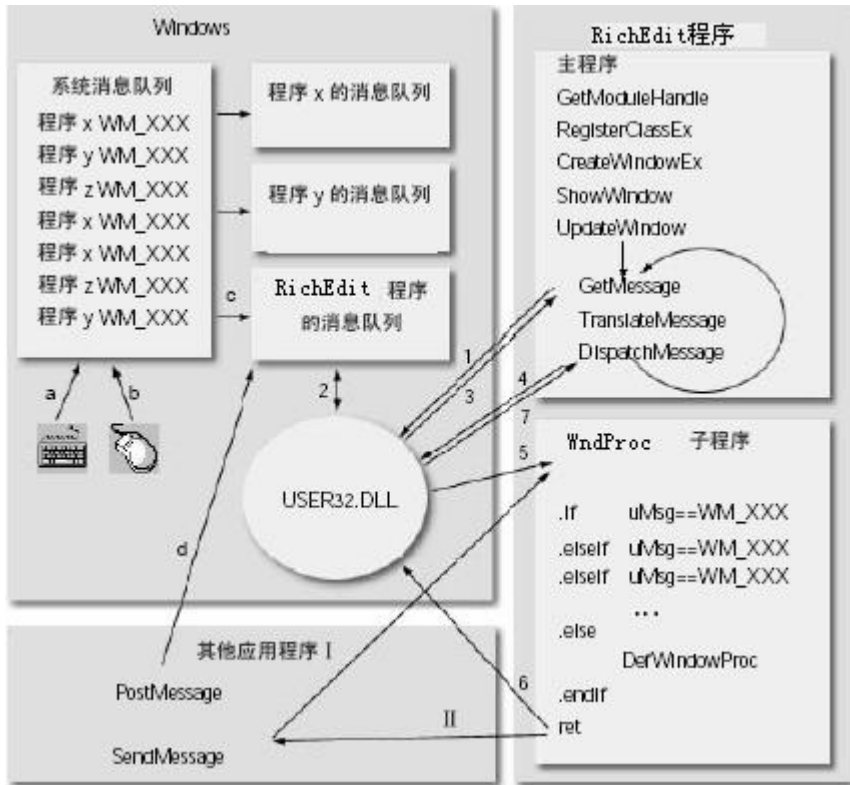 Windows
系统消息队列
程序 x WM_XXX
程序 y WM_XXX
程序 z WM_XXX
程序 x WM_XXX
程序 x WM_XXX
程序 z WM_XXX
程序 y WM_XXX
程序 x 的消息队列
程序 y 的消息队列
RichEdit 程序
的消息队列
a
b
c
d
1
2
3
4
7
5
6
USER32.DLL
RichEdit程序
主程序
GetModuleHandle
RegisterClassEx
CreateWindowEx
ShowWindow
UpdateWindow
GetMessage
TranslateMessage
DispatchMessage
WndProc 子程序
.if uMsg==WM_XXX
.elseif uMsg==WM_XXX
.elseif uMsg==WM_XXX
...
.else
DefWindowProc
.endif
ret
其他应用程序 I
PostMessage
SendMessage
II